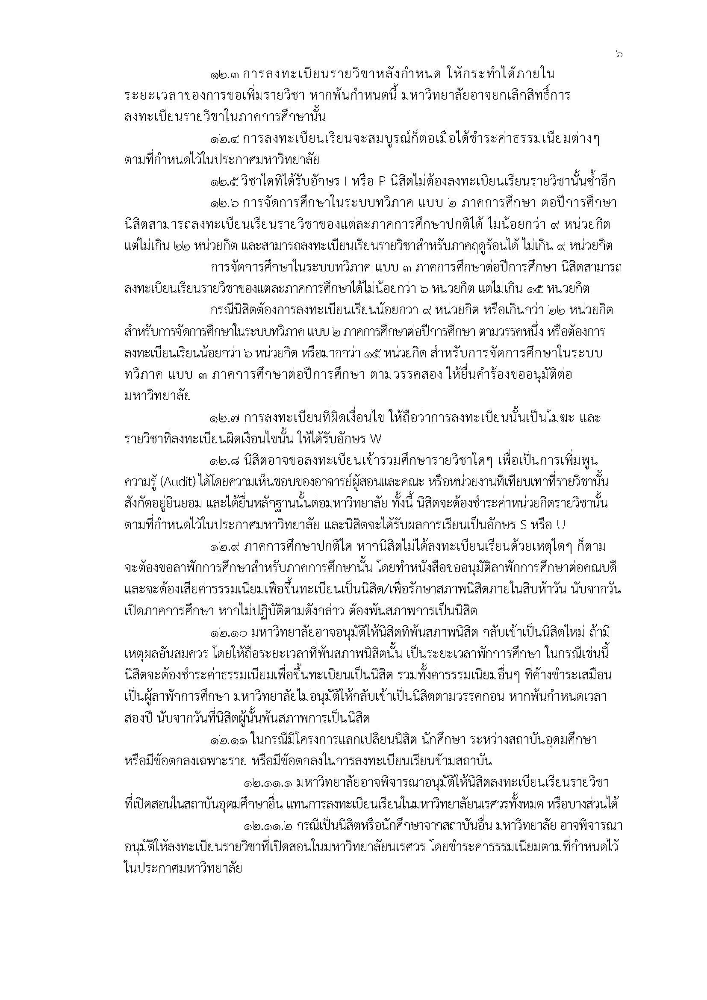 ๖
๑๒.๓ การลงทะเบียนรายวิชาหลังกำหนด ให้กระทำได้ภายใน
ระยะเวลาของการขอเพิ่มรายวิชา หากพ้นกำหนดนี้ มหาวิทยาลัยอาจยกเลิกสิทธิ์การ
ลงทะเบียนรายวิชาในภาคการศึกษานั้น
๑๒.๔ การลงทะเบียนเรียนจะสมบูรณ์ก็ต่อเมื่อได้ชำระค่าธรรมเนียมต่างๆ
ตามที่กำหนดไว้ในประกาศมหาวิทยาลัย
๑๒.๕ วิชาใดที่ได้รับอักษร I หรือ P นิสิตไม่ต้องลงทะเบียนเรียนรายวิชานั้นซ้ำอีก
๑๒.๖ การจัดการศึกษาในระบบทวิภาค แบบ ๒ ภาคการศึกษา ต่อปีการศึกษา
นิสิตสามารถลงทะเบียนเรียนรายวิชาของแต่ละภาคการศึกษาปกติได้ ไม่น้อยกว่า ๙ หน่วยกิต
แต่ไม่เกิน ๒๒ หน่วยกิต และสามารถลงทะเบียนเรียนรายวิชาสำหรับภาคฤดูร้อนได้ ไม่เกิน ๙ หน่วยกิต
การจัดการศึกษาในระบบทวิภาค แบบ ๓ ภาคการศึกษาต่อปีการศึกษา นิสิตสามารถ
ลงทะเบียนเรียนรายวิชาของแต่ละภาคการศึกษาได้ไม่น้อยกว่า ๖ หน่วยกิต แต่ไม่เกิน ๑๕ หน่วยกิต
กรณีนิสิตต้องการลงทะเบียนเรียนน้อยกว่า ๙ หน่วยกิต หรือเกินกว่า ๒๒ หน่วยกิต
สำหรับการจัดการศึกษาในระบบทวิภาค แบบ ๒ ภาคการศึกษาต่อปีการศึกษา ตามวรรคหนึ่ง หรือต้องการ
ลงทะเบียนเรียนน้อยกว่า ๖ หน่วยกิต หรือมากกว่า ๑๕ หน่วยกิต สำหรับการจัดการศึกษาในระบบ
ทวิภาค แบบ ๓ ภาคการศึกษาต่อปีการศึกษา ตามวรรคสอง ให้ยื่นคำร้องขออนุมัติต่อ
มหาวิทยาลัย
๑๒.๗ การลงทะเบียนที่ผิดเงื่อนไข ให้ถือว่าการลงทะเบียนนั้นเป็นโมฆะ และ
รายวิชาที่ลงทะเบียนผิดเงื่อนไขนั้น ให้ได้รับอักษร W
๑๒.๘ นิสิตอาจขอลงทะเบียนเข้าร่วมศึกษารายวิชาใดๆ เพื่อเป็นการเพิ่มพูน
ความรู้ (Audit) ได้โดยความเห็นชอบของอาจารย์ผู้สอนและคณะ หรือหน่วยงานที่เทียบเท่าที่รายวิชานั้น
สังกัดอยู่ยินยอม และได้ยื่นหลักฐานนั้นต่อมหาวิทยาลัย ทั้งนี้ นิสิตจะต้องชำระค่าหน่วยกิตรายวิชานั้น
ตามที่กำหนดไว้ในประกาศมหาวิทยาลัย และนิสิตจะได้รับผลการเรียนเป็นอักษร S หรือ U
๑๒.๙ ภาคการศึกษาปกติใด หากนิสิตไม่ได้ลงทะเบียนเรียนด้วยเหตุใดๆ ก็ตาม
จะต้องขอลาพักการศึกษาสำหรับภาคการศึกษานั้น โดยทำหนังสือขออนุมัติลาพักการศึกษาต่อคณบดี
และจะต้องเสียค่าธรรมเนียมเพื่อขึ้นทะเบียนเป็นนิสิต/เพื่อรักษาสภาพนิสิตภายในสิบห้าวัน นับจากวัน
เปิดภาคการศึกษา หากไม่ปฏิบัติตามดังกล่าว ต้องพ้นสภาพการเป็นนิสิต
๑๒.๑๐ มหาวิทยาลัยอาจอนุมัติให้นิสิตที่พ้นสภาพนิสิต กลับเข้าเป็นนิสิตใหม่ ถ้ามี
เหตุผลอันสมควร โดยให้ถือระยะเวลาที่พ้นสภาพนิสิตนั้น เป็นระยะเวลาพักการศึกษา ในกรณีเช่นนี้
นิสิตจะต้องชำระค่าธรรมเนียมเพื่อขึ้นทะเบียนเป็นนิสิต รวมทั้งค่าธรรมเนียมอื่นๆ ที่ค้างชำระเสมือน
เป็นผู้ลาพักการศึกษา มหาวิทยาลัยไม่อนุมัติให้กลับเข้าเป็นนิสิตตามวรรคก่อน หากพ้นกำหนดเวลา
สองปี นับจากวันที่นิสิตผู้นั้นพ้นสภาพการเป็นนิสิต
๑๒.๑๑ ในกรณีมีโครงการแลกเปลี่ยนนิสิต นักศึกษา ระหว่างสถาบันอุดมศึกษา
หรือมีข้อตกลงเฉพาะราย หรือมีข้อตกลงในการลงทะเบียนเรียนข้ามสถาบัน
๑๒.๑๑.๑ มหาวิทยาลัยอาจพิจารณาอนุมัติให้นิสิตลงทะเบียนเรียนรายวิชา
ที่เปิดสอนในสถาบันอุดมศึกษาอื่น แทนการลงทะเบียนเรียนในมหาวิทยาลัยนเรศวรทั้งหมด หรือบางส่วนได้
๑๒.๑๑.๒ กรณีเป็นนิสิตหรือนักศึกษาจากสถาบันอื่น มหาวิทยาลัย อาจพิจารณา
อนุมัติให้ลงทะเบียนรายวิชาที่เปิดสอนในมหาวิทยาลัยนเรศวร โดยชำระค่าธรรมเนียมตามที่กำหนดไว้
ในประกาศมหาวิทยาลัย